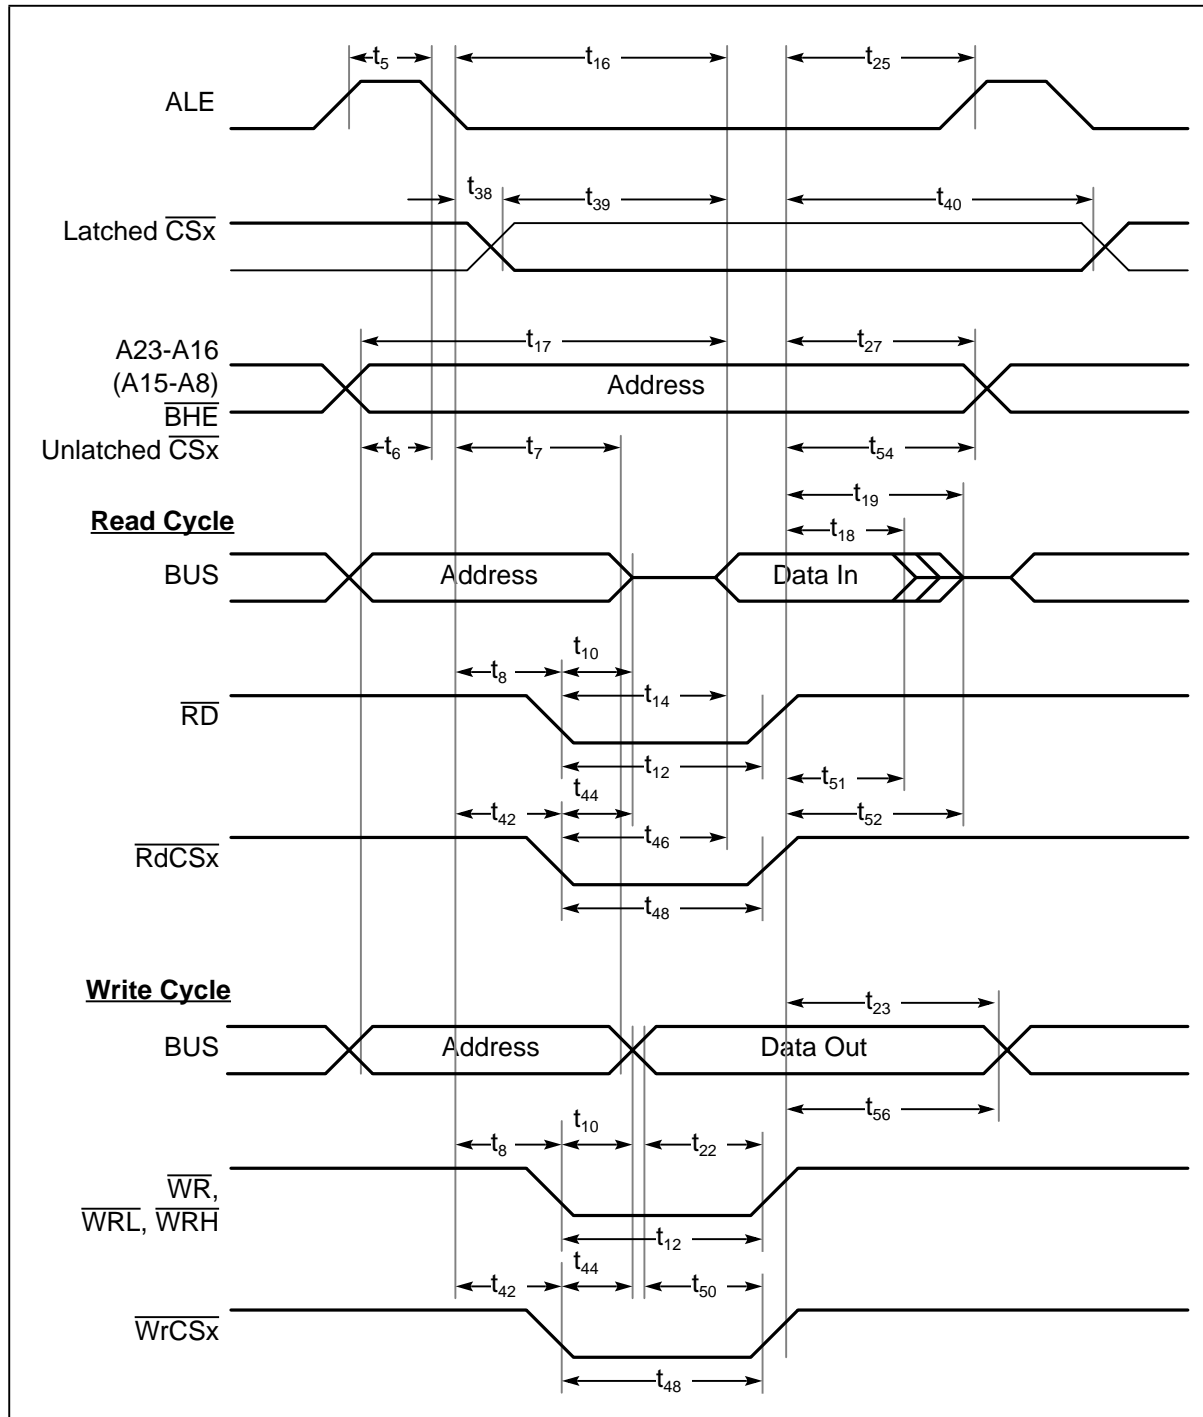 t5 t16 t25
ALE
t38 t39 t40
Latched CSx
t17 t27
A23-A16
(A15-A8)
Address
BHE
Unlatched CSx
t6 t7 t54
t19
Read Cycle
t18
BUS Address Data In
t10
t8 t14
RD
t12 t51
t44
t42 t46 t52
RdCSx
t48
Write Cycle
t23
BUS Address Data Out
t56
t10
t8 t22
WR,
WRL, WRH
t12
t44
t42 t50
WrCSx
t48